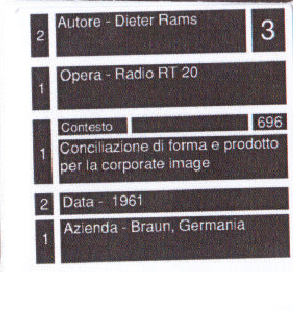 2 Autore - Dieter Rams 3
1 Opera - Radio RT 20
Contesto 696
1 Conciliazione di forma e prodotto
per la corporate image
2 Data - 1961
1 Azienda - Braun, Germania